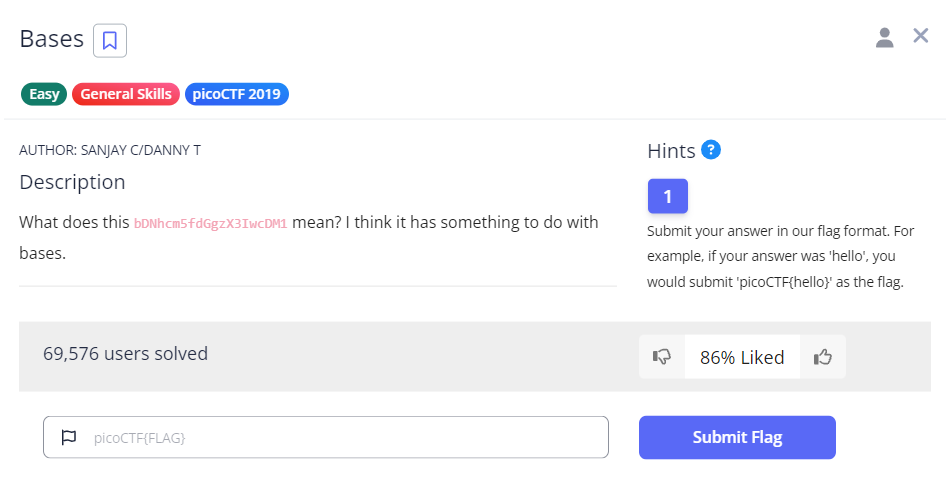 Bases
Easy General Skills picoCTF 2019
AUTHOR: SANJAY C/DANNY T
Description
What does this bDNhcm5fdGgzX3IwcDM1 mean? I think it has something to do with
bases.
Hints ?
1
Submit your answer in our flag format. For
example, if your answer was 'hello', you
would submit 'picoCTF{hello}' as the flag.
69,576 users solved
86% Liked
picoCTF{FLAG}
Submit Flag